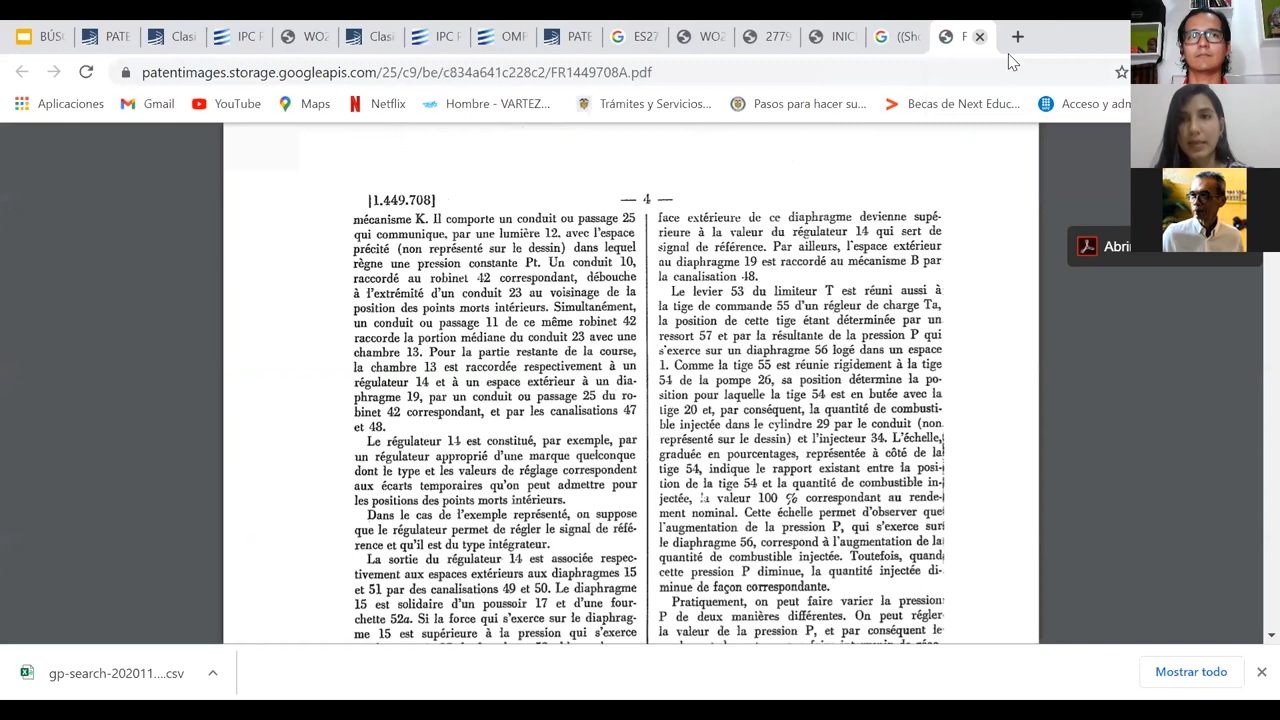 BÚS
PATE
Clasi
IPC P
WO2
Clasi
IPC P
OMF
PATE
ES27
WO2
2779
INICI
((Sho
F
patentimages.storage.googleapis.com/25/c9/be/c834a641c228c2/FR1449708A.pdf
Aplicaciones
Gmail
YouTube
Maps
Netflix
Hombre - VARTEZ...
Trámites y Servicios...
Pasós para hacer su...
Becas de Next Educ...
Acceso y adn
Abrir
[1.449.708]
— 4 —
mécanisme K. Il comporte un conduit ou passage 25
qui communique, par une lumière 12, avec l'espace
précité (non représenté sur le dessin) dans lequel
règne une pression constante Pt. Un conduit 10,
raccordé au robinet 42 correspondant, débouche
à l'extrémité d'un conduit 23 au voisinage de la
position des points morts intérieurs. Simultanément,
un conduit ou passage 11 de ce même robinet 42
raccorde la portion médiane du conduit 23 avec une
chambre 13. Pour la partie restante de la course,
la chambre 13 est raccordée respectivement à un
régulateur 14 et à un espace extérieur à un dia-
phragme 19, par un conduit ou passage 25 du ro-
binet 42 correspondant, et par les canalisations 47
et 48.
Le régulateur 14 est constitué, par exemple, par
un régulateur approprié d'une marque quelconque
dont le type et les valeurs de réglage correspondent
aux écarts temporaires qu'on peut admettre pour
les positions des points morts intérieurs.
Dans le cas de l'exemple représenté, on suppose
que le régulateur permet de régler le signal de réfé-
rence et qu'il est du type intégrateur.
La sortie du régulateur 14 est associée respec-
tivement aux espaces extérieurs aux diaphragmes 15
et 51 par des canalisations 49 et 50. Le diaphragme
15 est solidaire d'un poussoir 17 et d'une four-
chette 52a. Si la force qui s'exerce sur le diaphrag-
me 15 est supérieure à la pression qui s'exerce
face extérieure de ce diaphragme devienne supé-
rieure à la valeur du régulateur 14 qui sert de
signal de référence. Par ailleurs, l'espace extérieur
au diaphragme 19 est raccordé au mécanisme B par
la canalisation 48.
Le levier 53 du limiteur T est réuni aussi à
la tige de commande 55 d'un régleur de charge Ta,
la position de cette tige étant déterminée par un
ressort 57 et par la résultante de la pression P qui
s'exerce sur un diaphragme 56 logé dans un espace
1. Comme la tige 55 est réunie rigidement à la tige
54 de la pompe 26, sa position détermine la po-
sition pour laquelle la tige 54 est en butée avec la
tige 20 et, par conséquent, la quantité de combusti-
ble injectée dans le cylindre 29 par le conduit (non
représenté sur le dessin) et l'injecteur 34. L'échelle,
graduée en pourcentages, représentée à côté de la
tige 54, indique le rapport existant entre la posi-
tion de la tige 54 et la quantité de combustible in-
jectée, la valeur 100 % correspondant au rende-
ment nominal. Cette échelle permet d'observer que
l'augmentation de la pression P, qui s'exerce sur
le diaphragme 56, correspond à l'augmentation de la
quantité de combustible injectée. Toutefois, quand
cette pression P diminue, la quantité injectée di-
minue de façon correspondante.
Pratiquement, on peut faire varier la pression
P de deux manières différentes. On peut régler
la valeur de la pression P, et par conséquent le
gp-search-202011....csv
Mostrar todo